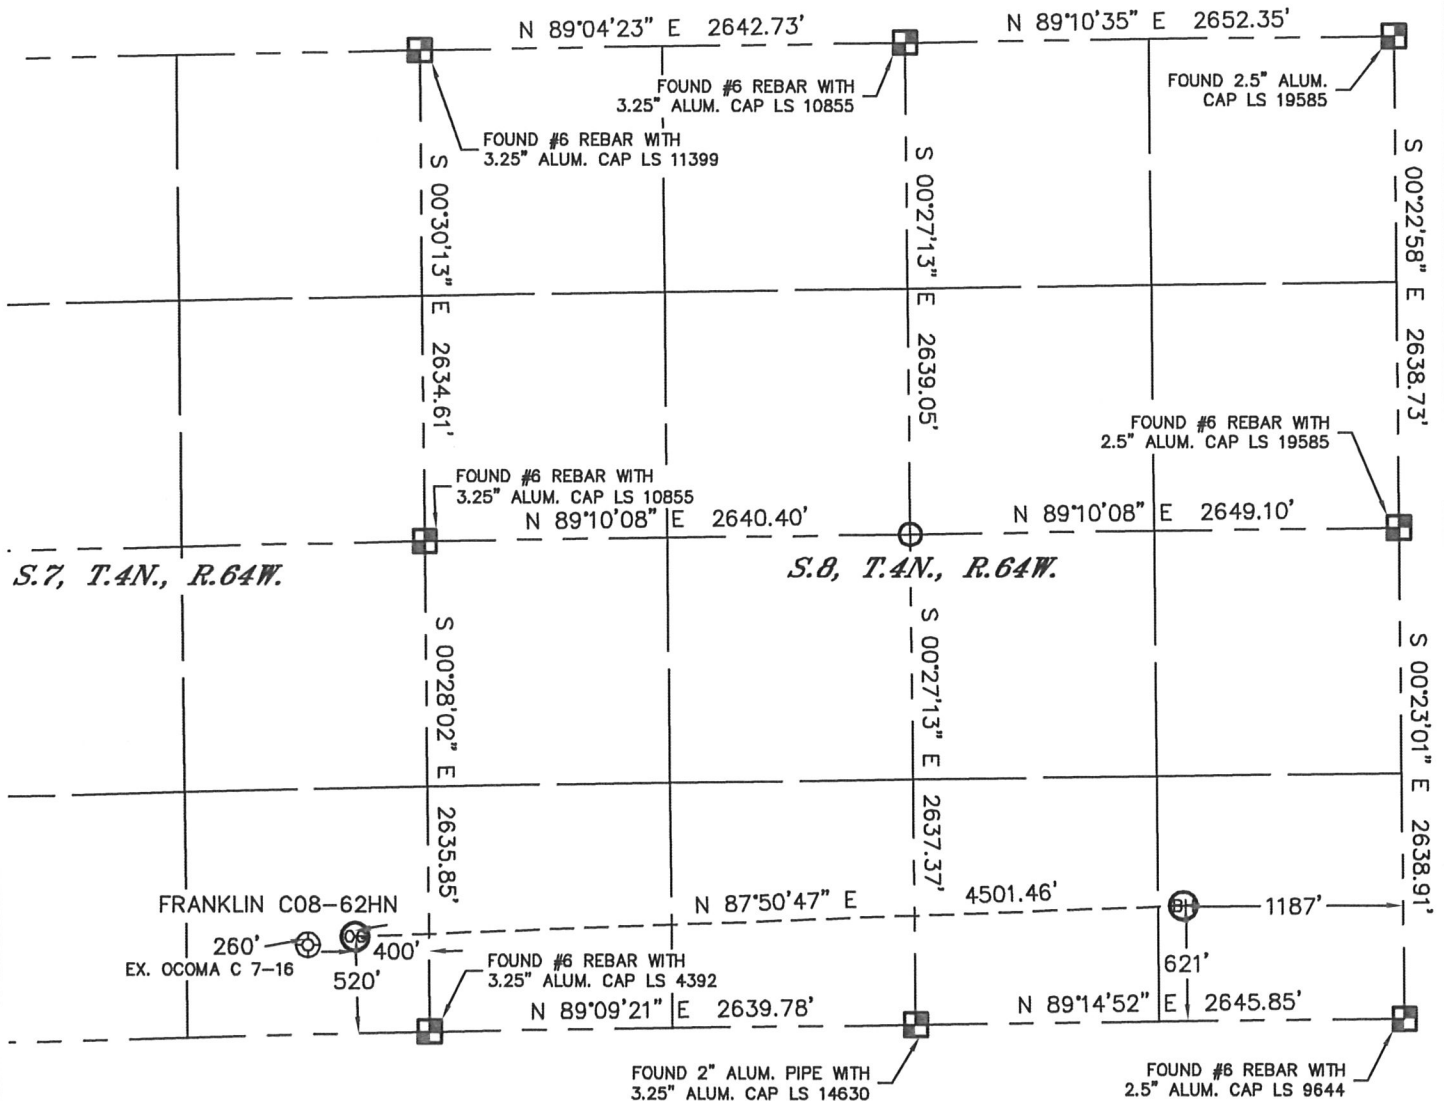 N 89°04'23" E 2642.73'
N 89°10'35" E 2652.35'
FOUND #6 REBAR WITH
3.25" ALUM. CAP LS 10855
FOUND 2.5" ALUM.
CAP LS 19585
FOUND #6 REBAR WITH
3.25" ALUM. CAP LS 11399
S 00°30'13" E 2634.61'
S 00°27'13" E 2639.05'
S 00°22'58" E 2638.73'
FOUND #6 REBAR WITH
2.5" ALUM. CAP LS 19585
FOUND #6 REBAR WITH
3.25" ALUM. CAP LS 10855
N 89°10'08" E 2640.40'
N 89°10'08" E 2649.10'
S.7, T.4N., R.64W.
S.8, T.4N., R.64W.
S 00°28'02" E 2635.85'
S 00°27'13" E 2637.37'
S 00°23'01" E 2638.91'
FRANKLIN C08-62HN
N 87°50'47" E 4501.46'
BH
1187'
OG
260'
400'
EX. OCOMA C 7-16
520'
621'
FOUND #6 REBAR WITH
3.25" ALUM. CAP LS 4392
N 89°09'21" E 2639.78'
N 89°14'52" E 2645.85'
FOUND 2" ALUM. PIPE WITH
3.25" ALUM. CAP LS 14630
FOUND #6 REBAR WITH
2.5" ALUM. CAP LS 9644